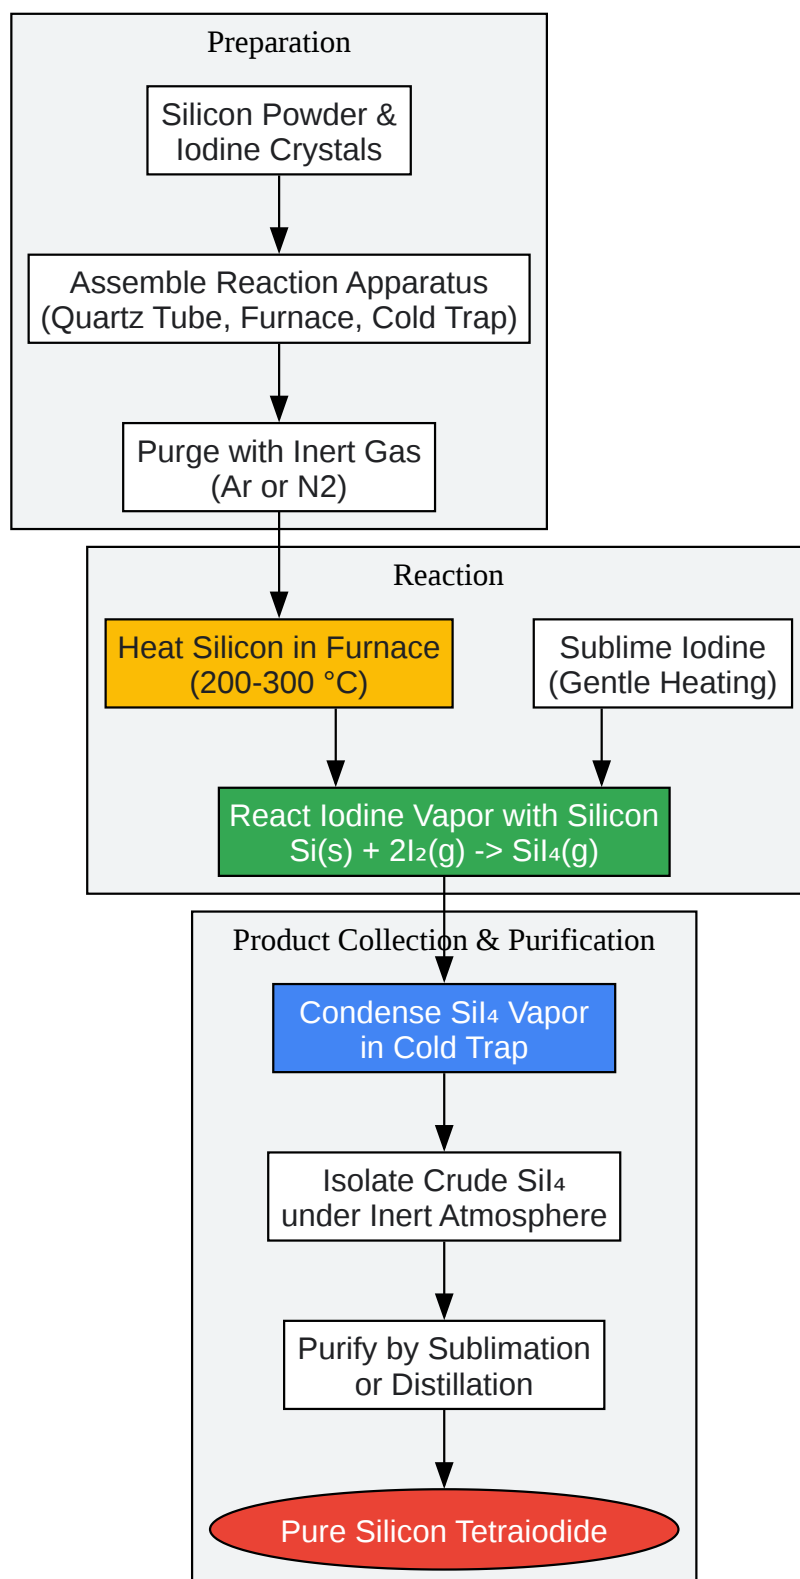 Preparation
Silicon Powder &
Iodine Crystals
Assemble Reaction Apparatus
(Quartz Tube, Furnace, Cold Trap)
Purge with Inert Gas
(Ar or N2)
Reaction
Heat Silicon in Furnace
(200-300 °C)
Sublime Iodine
(Gentle Heating)
React Iodine Vapor with Silicon
Si(s) + 2I₂(g) -> SiI₄(g)
Product Collection & Purification
Condense SiI₄ Vapor
in Cold Trap
Isolate Crude SiI₄
under Inert Atmosphere
Purify by Sublimation
or Distillation
Pure Silicon Tetraiodide